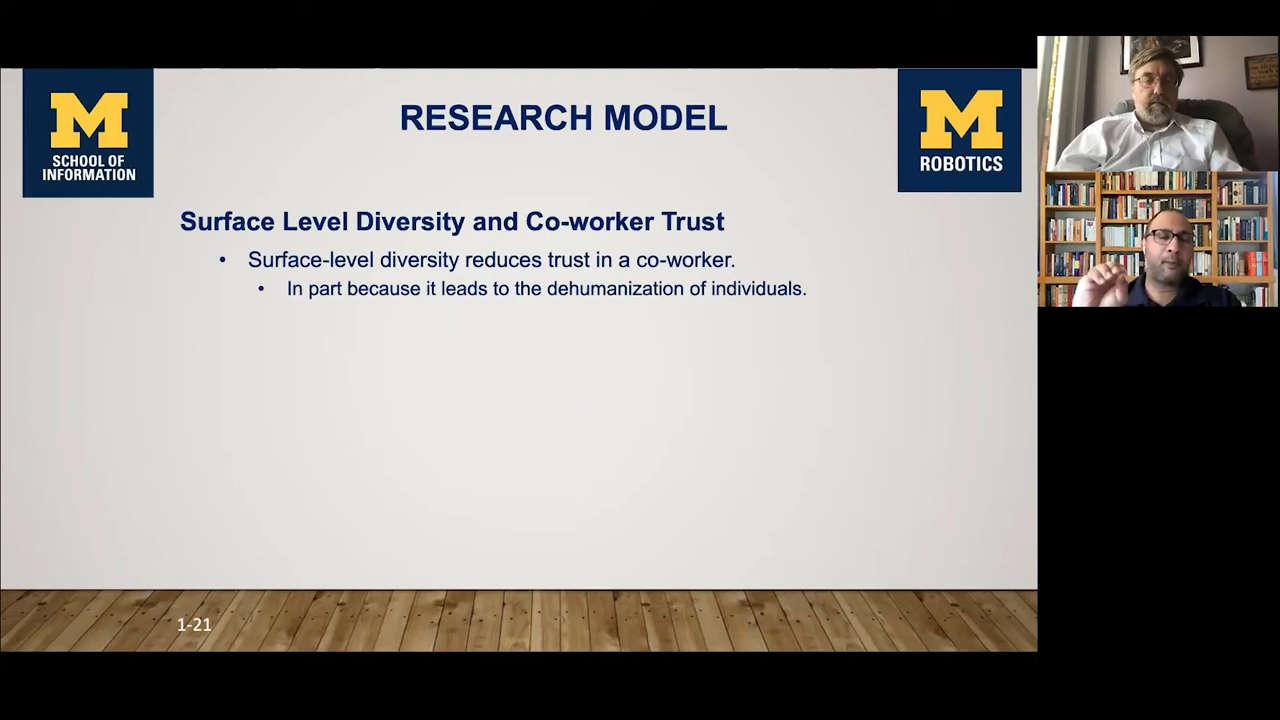 M
SCHOOL OF
INFORMATION
RESEARCH MODEL
M
ROBOTICS
Surface Level Diversity and Co-worker Trust
• Surface-level diversity reduces trust in a co-worker.
• In part because it leads to the dehumanization of individuals.
1-21